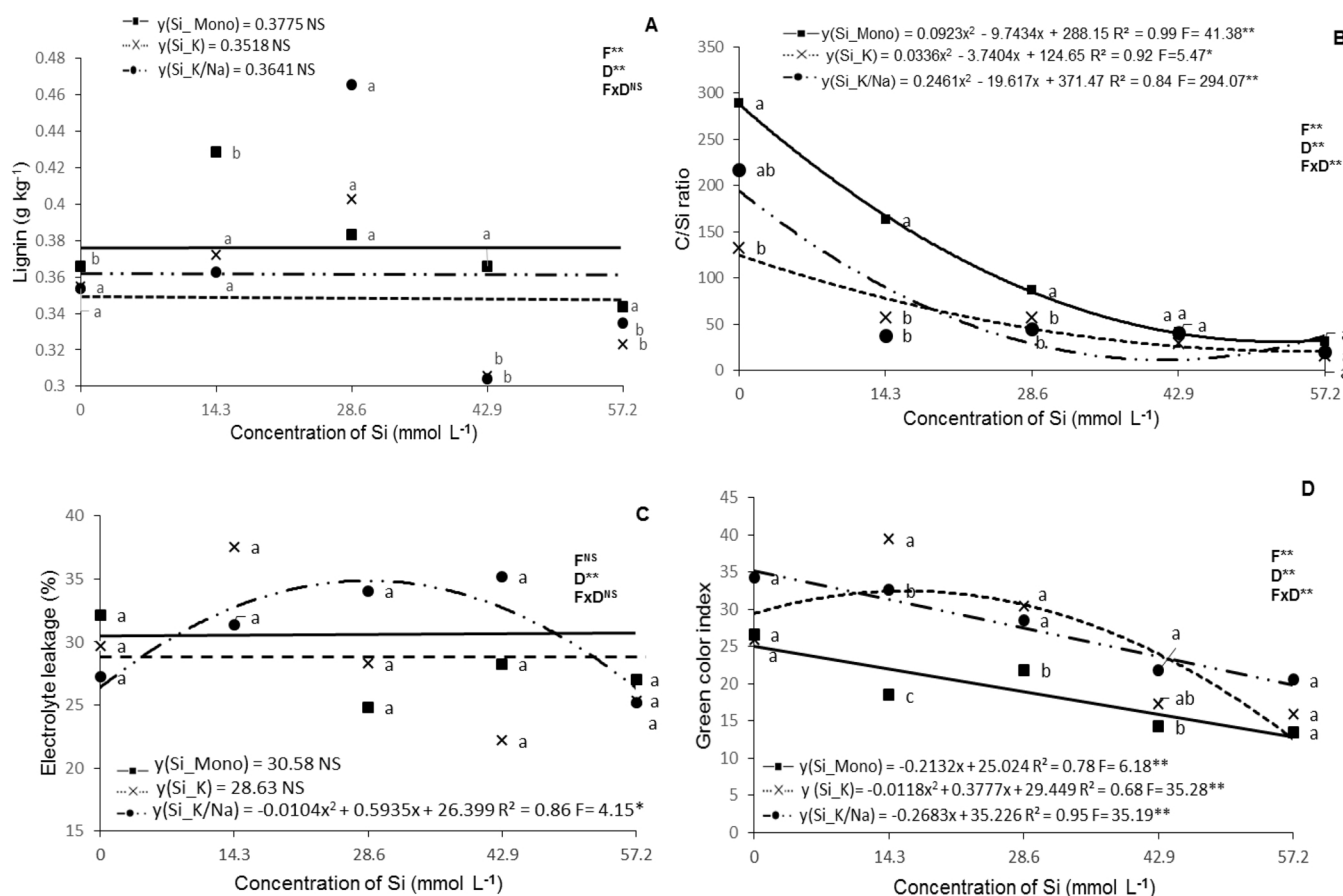 y(Si_Mono) = 0.3775 NS
y(Si_K) = 0.3518 NS
y(Si_K/Na) = 0.3641 NS
A
F**
D**
FxD^NS
Lignin (g kg⁻¹)
0.48
0.46
0.44
0.42
0.4
0.38
0.36
0.34
0.32
0.3
b
a
a
b
a
a
a
a
a
a
b
b
a
b
b
0 14.3 28.6 42.9 57.2
Concentration of Si (mmol L⁻¹)
y(Si_Mono) = 0.0923x² - 9.7434x + 288.15 R² = 0.99 F= 41.38**
y(Si_K) = 0.0336x² - 3.7404x + 124.65 R² = 0.92 F=5.47*
y(Si_K/Na) = 0.2461x² - 19.617x + 371.47 R² = 0.84 F= 294.07**
B
F**
D**
FxD**
C/Si ratio
350
300
250
200
150
100
50
0
a
ab
b
a
b
b
a
b
b
a
a
a
0 14.3 28.6 42.9 57.2
Concentration of Si (mmol L⁻¹)
C
F^NS
D**
FxD^NS
Electrolyte leakage (%)
40
35
30
25
20
15
a
a
a
a
a
a
a
a
a
a
a
a
a
a
y(Si_Mono) = 30.58 NS
y(Si_K) = 28.63 NS
y(Si_K/Na) = -0.0104x² + 0.5935x + 26.399 R² = 0.86 F= 4.15*
0 14.3 28.6 42.9 57.2
Concentration of Si (mmol L⁻¹)
D
F**
D**
FxD**
Green color index
45
40
35
30
25
20
15
10
5
0
a
a
a
a
b
c
a
a
b
a
ab
b
a
a
a
y(Si_Mono) = -0.2132x + 25.024 R² = 0.78 F= 6.18**
y (Si_K) = -0.0118x² + 0.3777x + 29.449 R² = 0.68 F= 35.28**
y(Si_K/Na) = -0.2683x + 35.226 R² = 0.95 F= 35.19**
0 14.3 28.6 42.9 57.2
Concentration of Si (mmol L⁻¹)